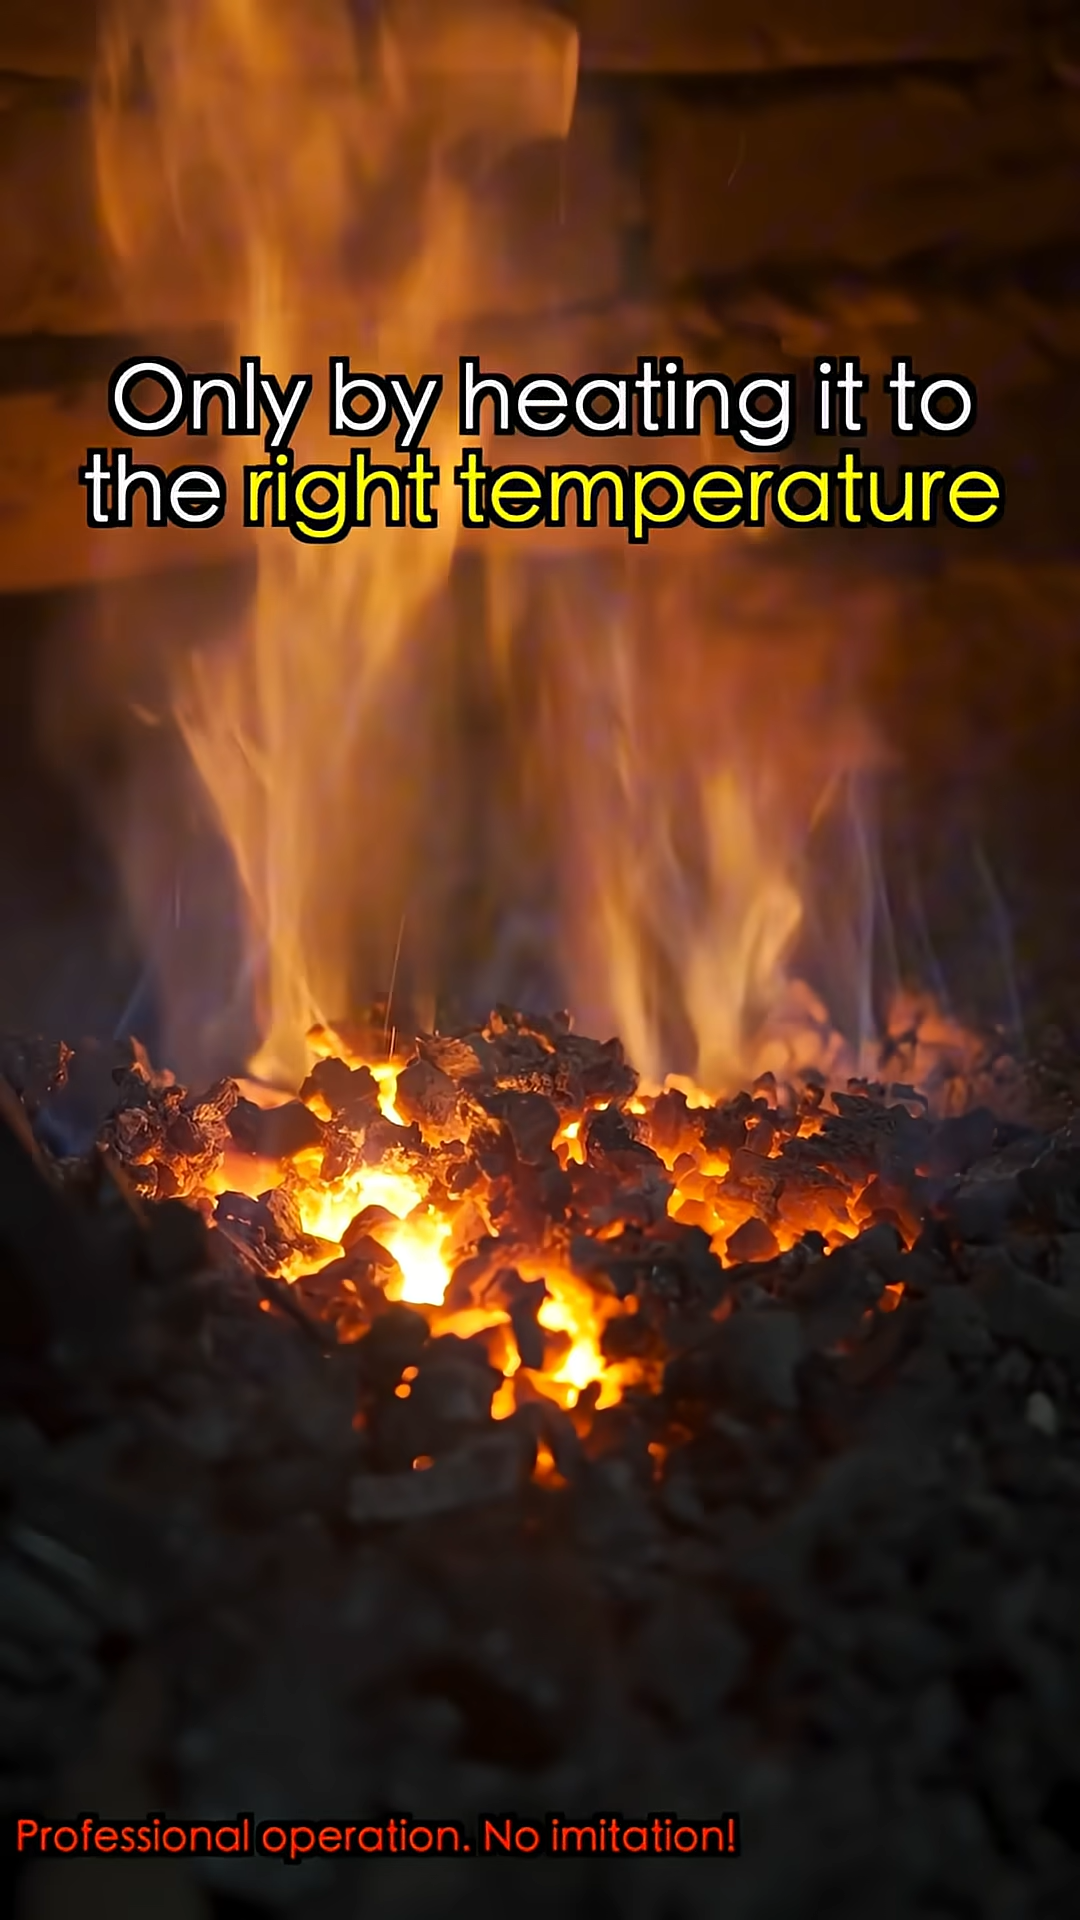 Only by heating it to
the right temperature
Professional operation. No imitation!